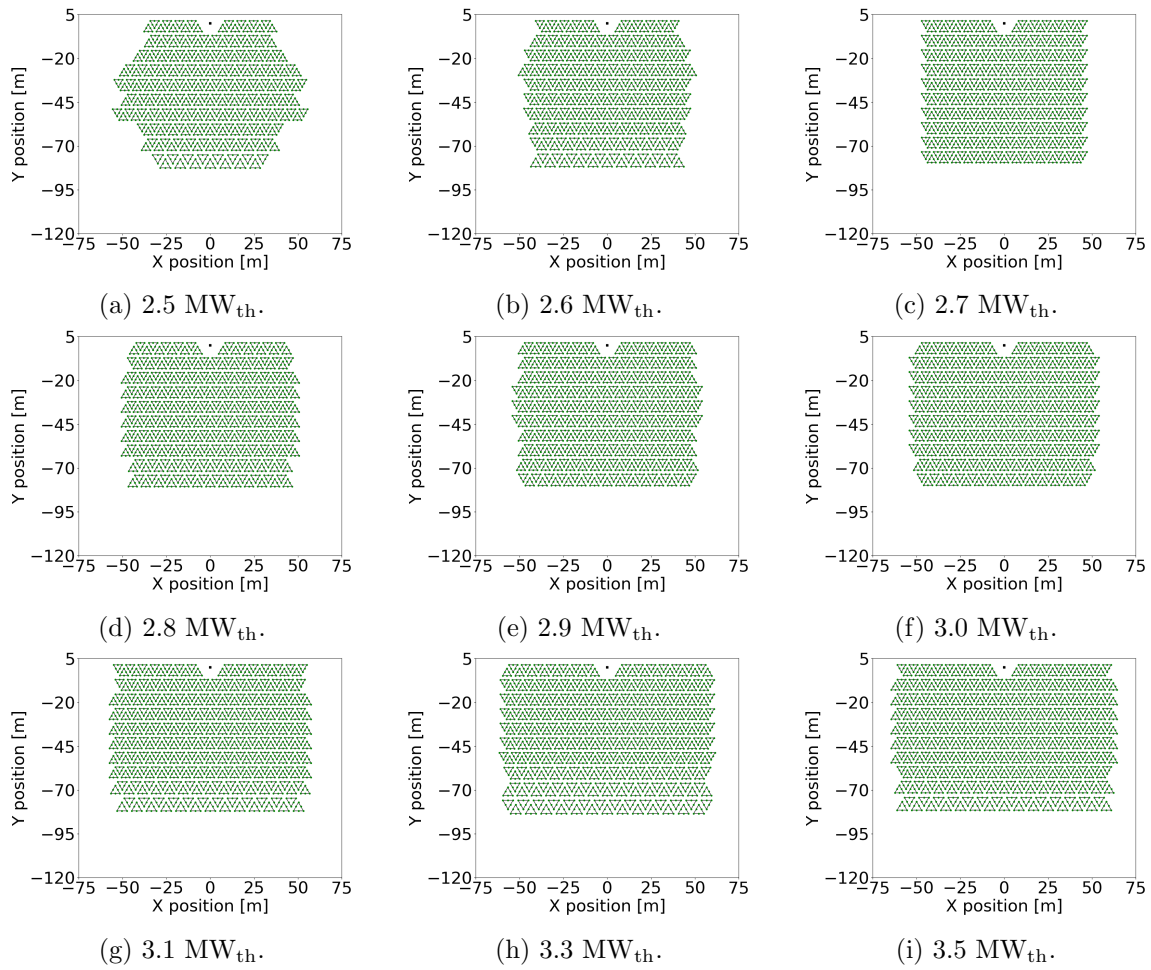 5
−20
−45
−70
−95
−120
Y position [m]
−75 −50 −25 0 25 50 75
X position [m]
(a) 2.5 MWth.
5
−20
−45
−70
−95
−120
Y position [m]
−75 −50 −25 0 25 50 75
X position [m]
(b) 2.6 MWth.
5
−20
−45
−70
−95
−120
Y position [m]
−75 −50 −25 0 25 50 75
X position [m]
(c) 2.7 MWth.
5
−20
−45
−70
−95
−120
Y position [m]
−75 −50 −25 0 25 50 75
X position [m]
(d) 2.8 MWth.
5
−20
−45
−70
−95
−120
Y position [m]
−75 −50 −25 0 25 50 75
X position [m]
(e) 2.9 MWth.
5
−20
−45
−70
−95
−120
Y position [m]
−75 −50 −25 0 25 50 75
X position [m]
(f) 3.0 MWth.
5
−20
−45
−70
−95
−120
Y position [m]
−75 −50 −25 0 25 50 75
X position [m]
(g) 3.1 MWth.
5
−20
−45
−70
−95
−120
Y position [m]
−75 −50 −25 0 25 50 75
X position [m]
(h) 3.3 MWth.
5
−20
−45
−70
−95
−120
Y position [m]
−75 −50 −25 0 25 50 75
X position [m]
(i) 3.5 MWth.